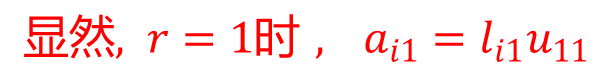 显然, r = 1时， a_{i1} = l_{i1}u_{11}